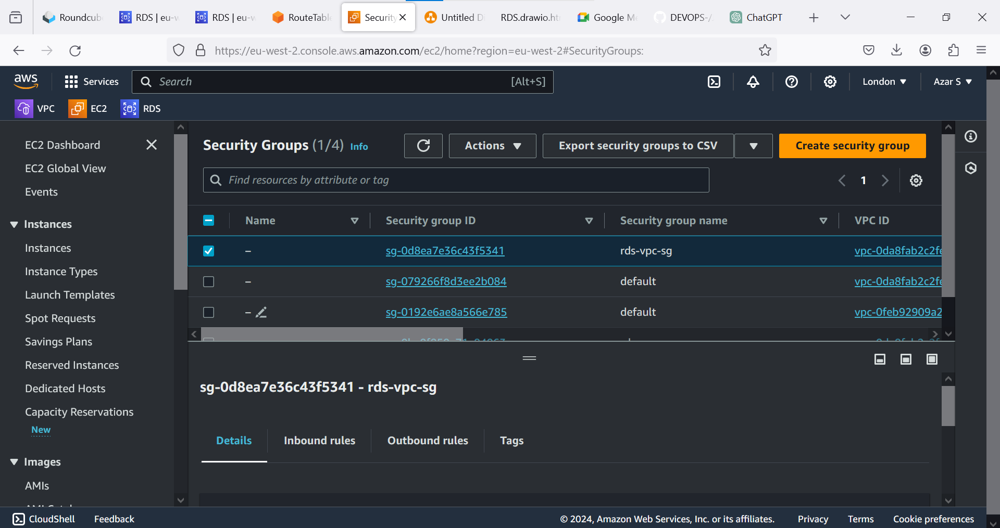 Roundcub
RDS | eu-w
RDS | eu-w
RouteTable
Security
Untitled Di
RDS.drawio.ht
Google Me
DEVOPS-/
ChatGPT
https://eu-west-2.console.aws.amazon.com/ec2/home?region=eu-west-2#SecurityGroups:
aws
Services
Search
[Alt+S]
London
Azar S
VPC
EC2
RDS
EC2 Dashboard
EC2 Global View
Events
Instances
Instances
Instance Types
Launch Templates
Spot Requests
Savings Plans
Reserved Instances
Dedicated Hosts
Capacity Reservations
New
Images
AMIs
Security Groups (1/4) Info
Actions
Export security groups to CSV
Create security group
Find resources by attribute or tag
1
Name Security group ID Security group name VPC ID
– sg-0d8ea7e36c43f5341 rds-vpc-sg vpc-0da8fab2c2fe
– sg-079266f8d3ee2b084 default vpc-0da8fab2c2fe
– sg-0192e6ae8a566e785 default vpc-0feb92909a2
sg-0d8ea7e36c43f5341 - rds-vpc-sg
Details
Inbound rules
Outbound rules
Tags
CloudShell
Feedback
© 2024, Amazon Web Services, Inc. or its affiliates.
Privacy
Terms
Cookie preferences